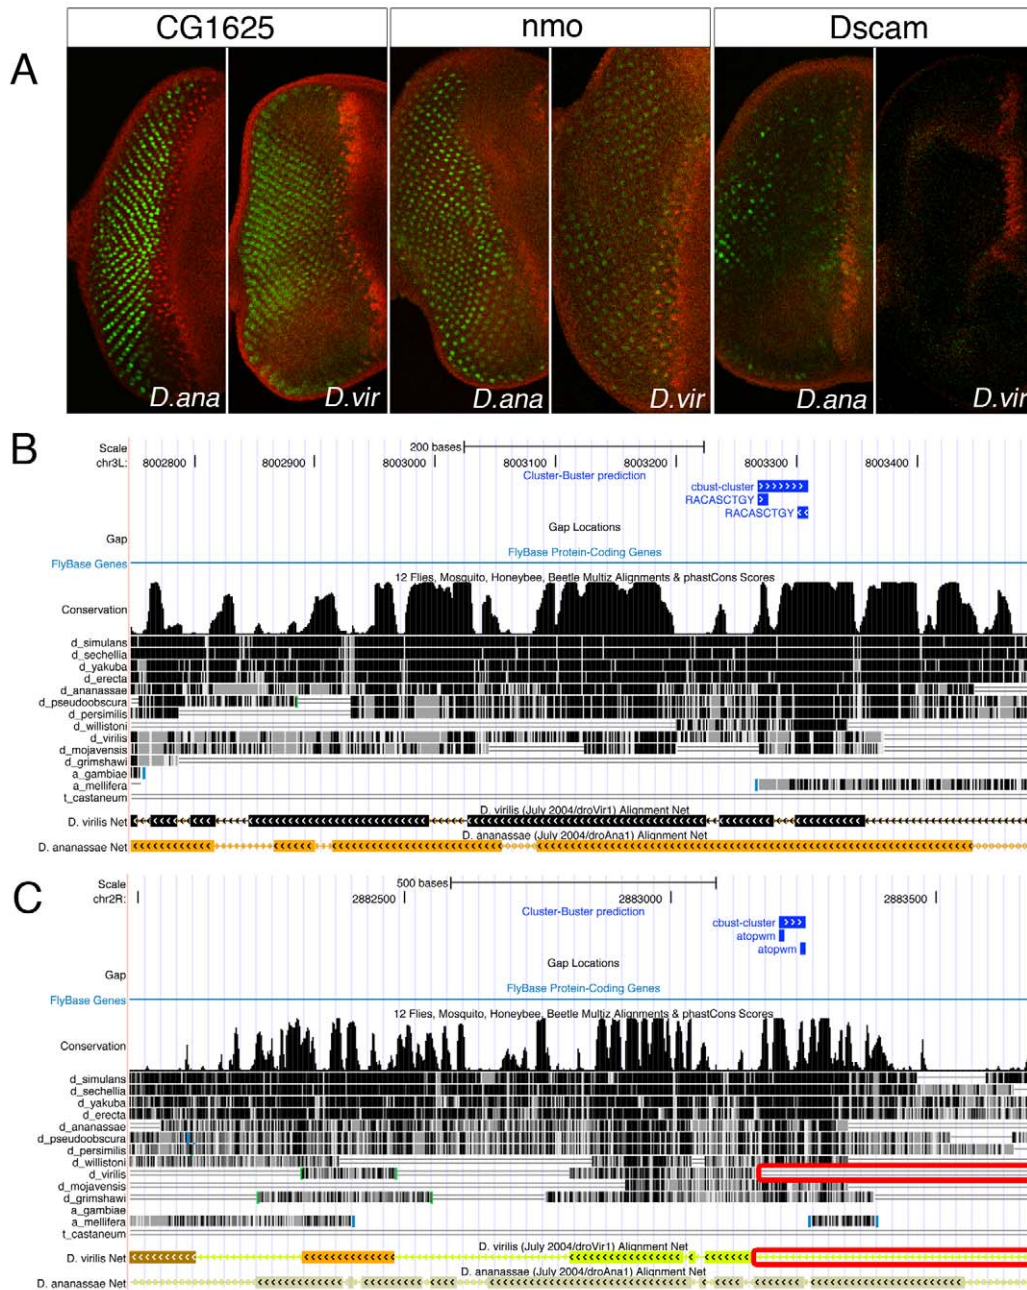 CG1625 nmo Dscam
A
D.ana D.vir D.ana D.vir D.ana D.vir
B
Scale 200 bases
chr3L: 8002800 8002900 8003000 8003100 8003200 8003300 8003400
Cluster-Buster prediction
cbust-cluster
RACASCTGY
RACASCTGY
Gap Locations
Gap
FlyBase Protein-Coding Genes
FlyBase Genes
12 Flies, Mosquito, Honeybee, Beetle Multiz Alignments & phastCons Scores
Conservation
d_simulans
d_sechellia
d_yakuba
d_erecta
d_ananassae
d_pseudoobscura
d_persimilis
d_willistoni
d_virilis
d_mojavensis
d_grimshawi
a_gambiae
a_mellifera
t_castaneum
D. virilis (July 2004/droVir1) Alignment Net
D. virilis Net
D. ananassae (July 2004/droAna1) Alignment Net
D. ananassae Net
C
Scale 500 bases
chr2R: 2882500 2883000 2883500
Cluster-Buster prediction
cbust-cluster
atopwm
atopwm
Gap Locations
Gap
FlyBase Protein-Coding Genes
FlyBase Genes
12 Flies, Mosquito, Honeybee, Beetle Multiz Alignments & phastCons Scores
Conservation
d_simulans
d_sechellia
d_yakuba
d_erecta
d_ananassae
d_pseudoobscura
d_persimilis
d_willistoni
d_virilis
d_mojavensis
d_grimshawi
a_gambiae
a_mellifera
t_castaneum
D. virilis (July 2004/droVir1) Alignment Net
D. virilis Net
D. ananassae (July 2004/droAna1) Alignment Net
D. ananassae Net